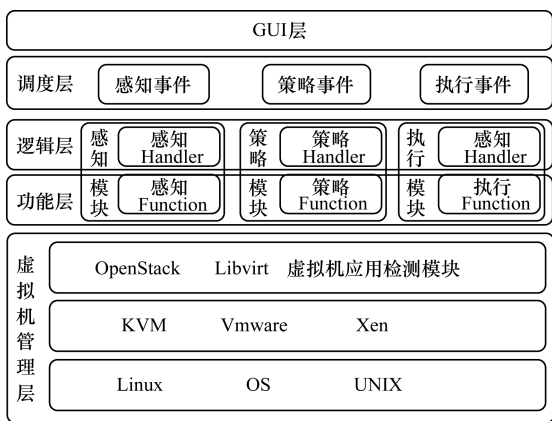 GUI层
调度层 感知事件 策略事件 执行事件
逻辑层 感知 感知 策略 策略 执行 感知
Handler Handler Handler
功能层 模块 感知 模块 策略 模块 执行
Function Function Function
虚拟机管理层
OpenStack Libvirt 虚拟机应用检测模块
KVM Vmware Xen
Linux OS UNIX